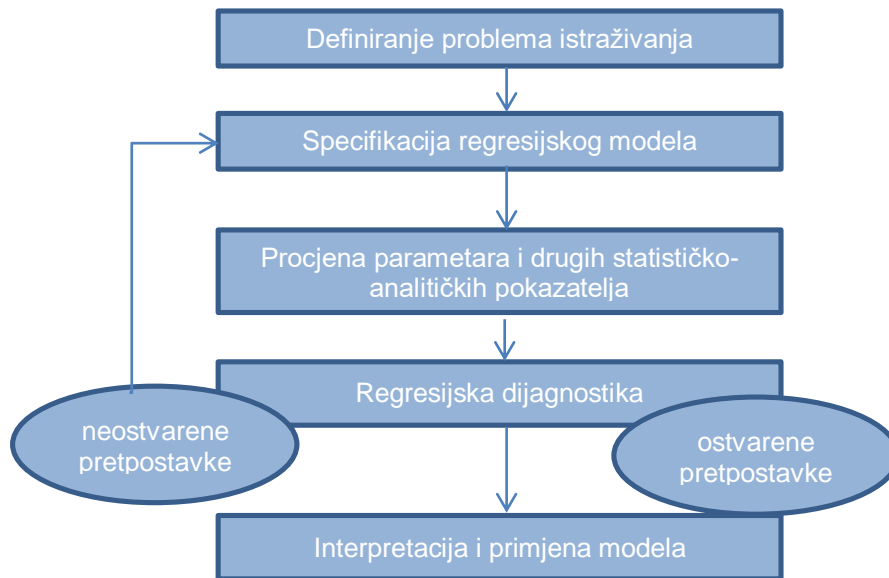 Definiranje problema istraživanja
Specifikacija regresijskog modela
Procjena parametara i drugih statističko-
analitičkih pokazatelja
Regresijska dijagnostika
neostvarene
pretpostavke
ostvarene
pretpostavke
Interpretacija i primjena modela